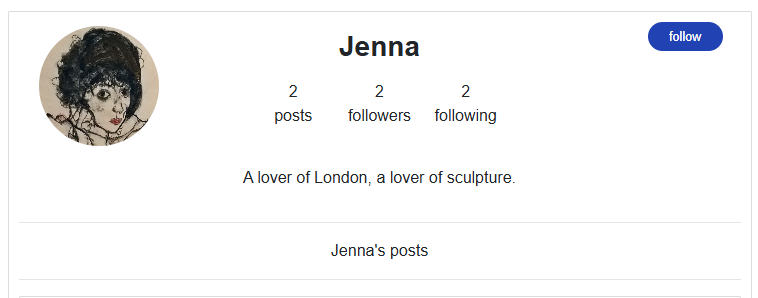 Jenna
follow
2 2 2
posts followers following
A lover of London, a lover of sculpture.
Jenna's posts